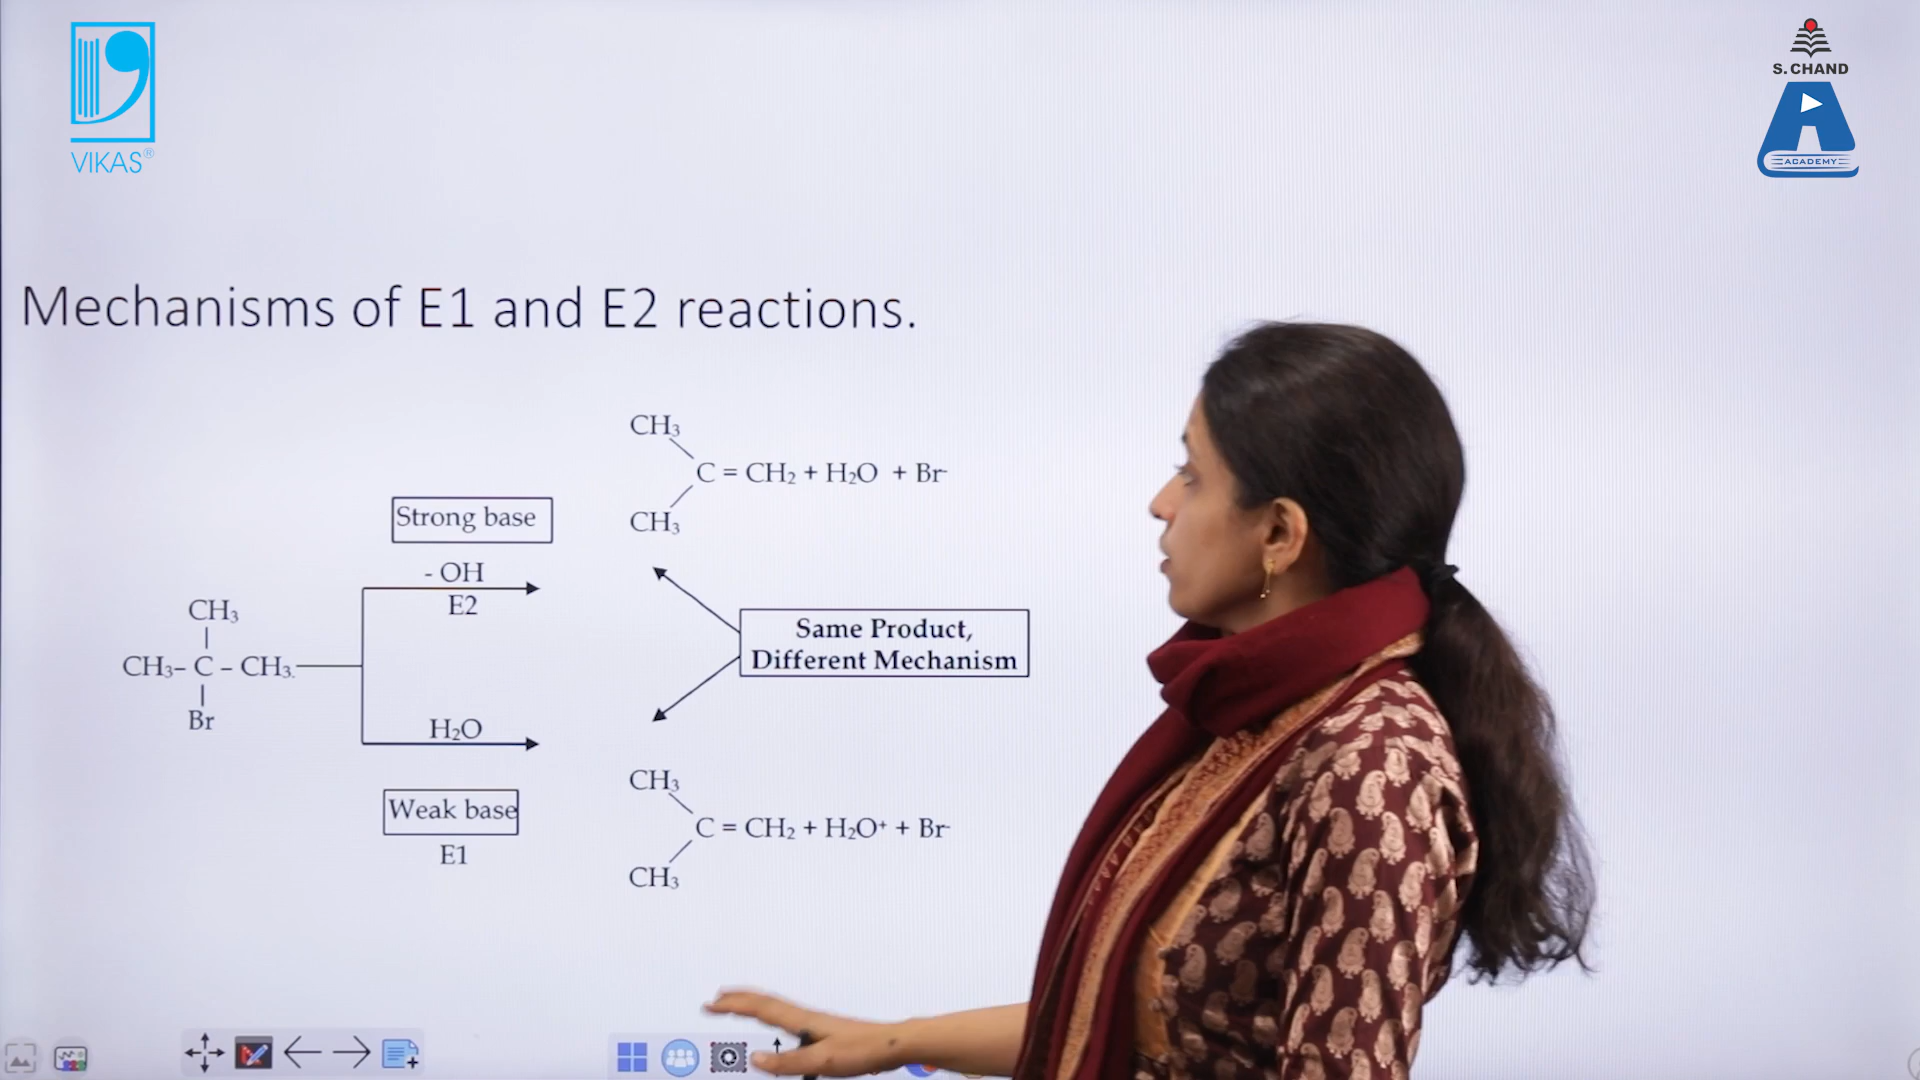 VIKAS®
S. CHAND
ACADEMY
Mechanisms of E1 and E2 reactions.
CH₃
C = CH₂ + H₂O + Br⁻
CH₃
Strong base
- OH
E2
CH₃
CH₃– C – CH₃.
Br
Same Product,
Different Mechanism
H₂O
Weak base
E1
CH₃
C = CH₂ + H₂O⁺ + Br⁻
CH₃